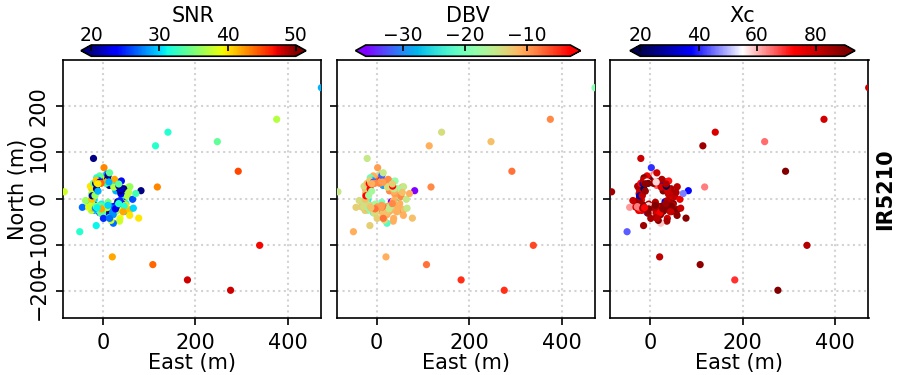 SNR DBV Xc
20 30 40 50 −30 −20 −10 20 40 60 80
North (m)
200
100
0
−100
−200
IR5210
0 200 400 0 200 400 0 200 400
East (m) East (m) East (m)